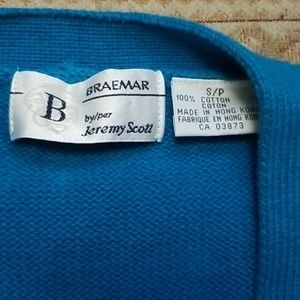 B
BRAEMAR
by/par
Jeremy Scott
S/P
100% COTTON
COTON
MADE IN HONG KONG
FABRIQUE EN HONG KONG
CA 03873